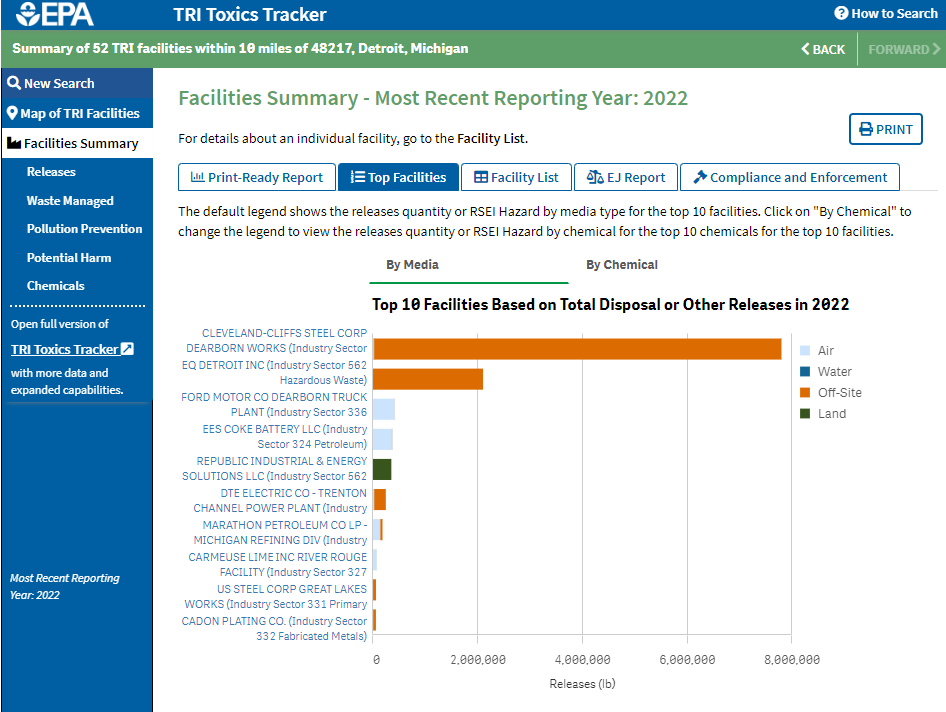 EPA
TRI Toxics Tracker
How to Search
Summary of 52 TRI facilities within 10 miles of 48217, Detroit, Michigan
BACK
FORWARD
New Search
Map of TRI Facilities
Facilities Summary
Releases
Waste Managed
Pollution Prevention
Potential Harm
Chemicals
Open full version of
TRI Toxics Tracker
with more data and
expanded capabilities.
Most Recent Reporting
Year: 2022
Facilities Summary - Most Recent Reporting Year: 2022
For details about an individual facility, go to the Facility List.
PRINT
Print-Ready Report
Top Facilities
Facility List
EJ Report
Compliance and Enforcement
The default legend shows the releases quantity or RSEI Hazard by media type for the top 10 facilities. Click on "By Chemical" to
change the legend to view the releases quantity or RSEI Hazard by chemical for the top 10 chemicals for the top 10 facilities.
By Media
By Chemical
Top 10 Facilities Based on Total Disposal or Other Releases in 2022
CLEVELAND-CLIFFS STEEL CORP
DEARBORN WORKS (Industry Sector
EQ DETROIT INC (Industry Sector 562
Hazardous Waste)
FORD MOTOR CO DEARBORN TRUCK
PLANT (Industry Sector 336
EES COKE BATTERY LLC (Industry
Sector 324 Petroleum)
REPUBLIC INDUSTRIAL & ENERGY
SOLUTIONS LLC (Industry Sector 562
DTE ELECTRIC CO - TRENTON
CHANNEL POWER PLANT (Industry
MARATHON PETROLEUM CO LP -
MICHIGAN REFINING DIV (Industry
CARMEUSE LIME INC RIVER ROUGE
FACILITY (Industry Sector 327
US STEEL CORP GREAT LAKES
WORKS (Industry Sector 331 Primary
CADON PLATING CO. (Industry Sector
332 Fabricated Metals)
Air
Water
Off-Site
Land
0
2,000,000
4,000,000
6,000,000
8,000,000
Releases (lb)